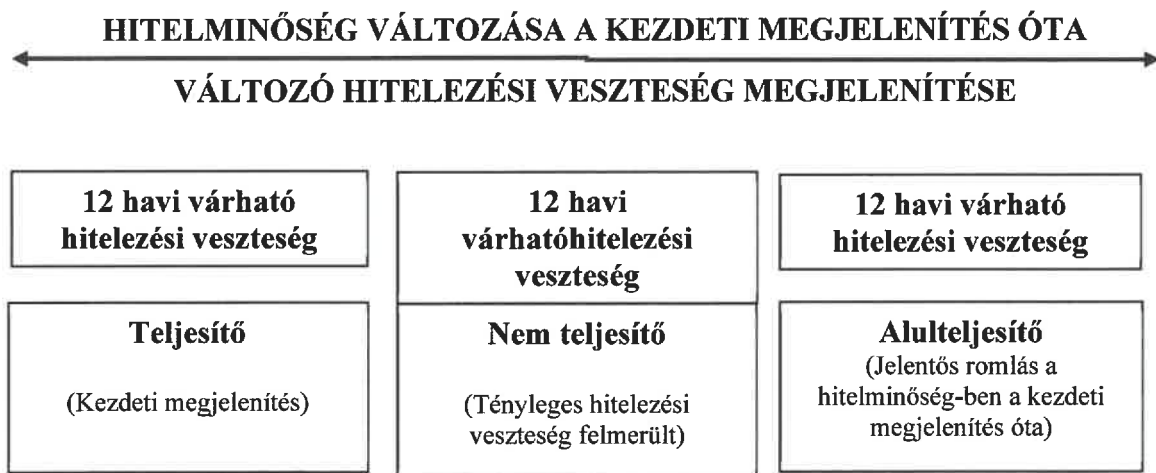 HITELMINŐSÉG VÁLTOZÁSA A KEZDETI MEGJELENÍTÉS ÓTA
VÁLTOZÓ HITELEZÉSI VESZTESÉG MEGJELENÍTÉSE
12 havi várható
hitelezési veszteség
12 havi
várhatóhitelezési
veszteség
12 havi várható
hitelezési veszteség
Teljesítő
(Kezdeti megjelenítés)
Nem teljesítő
(Tényleges hitelezési
veszteség felmerült)
Alulteljesítő
(Jelentős romlás a
hitelminőség-ben a kezdeti
megjelenítés óta)